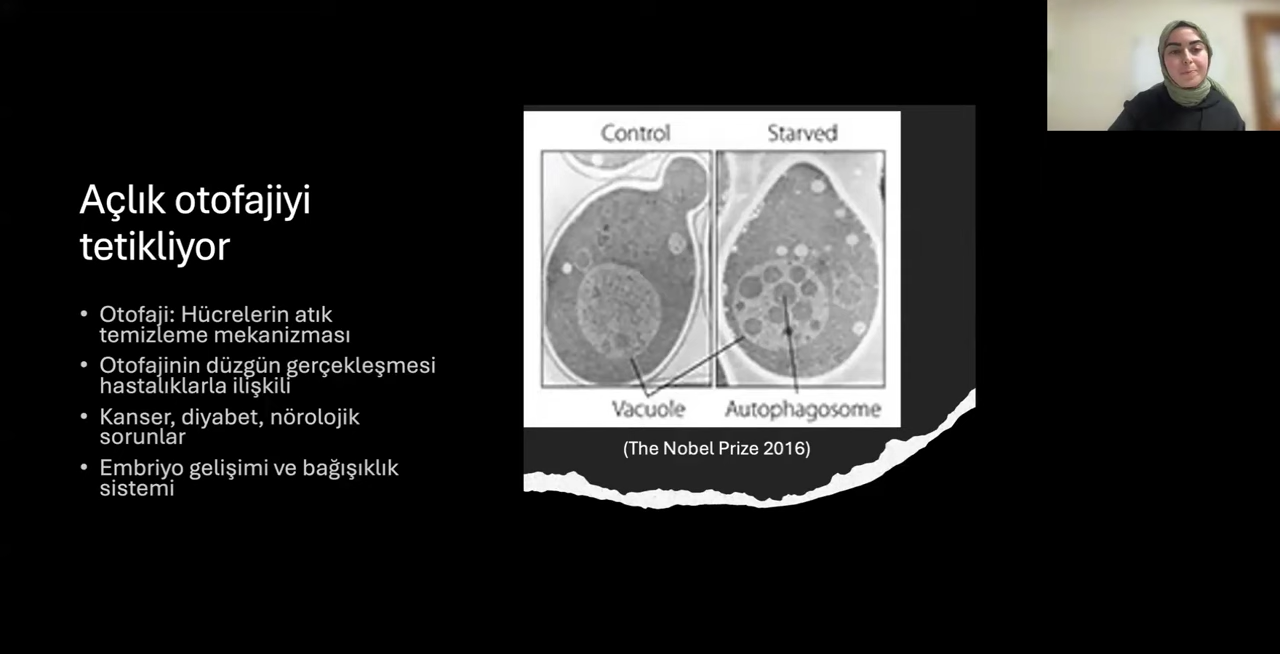 Açlık otofajiyi
tetikliyor
• Otofaji: Hücrelerin atık
temizleme mekanizması
• Otofajinin düzgün gerçekleşmesi
hastalıklarla ilişkili
• Kanser, diyabet, nörolojik
sorunlar
• Embriyo gelişimi ve bağışıklık
sistemi
Control
Starved
Vacuole
Autophagosome
(The Nobel Prize 2016)